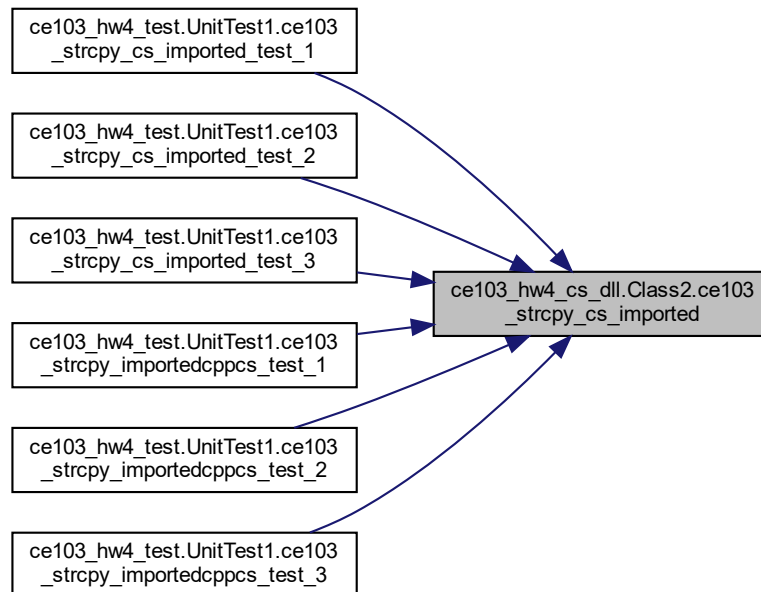 ce103_hw4_test.UnitTest1.ce103
_strcpy_cs_imported_test_1
ce103_hw4_test.UnitTest1.ce103
_strcpy_cs_imported_test_2
ce103_hw4_test.UnitTest1.ce103
_strcpy_cs_imported_test_3
ce103_hw4_cs_dll.Class2.ce103
_strcpy_cs_imported
ce103_hw4_test.UnitTest1.ce103
_strcpy_importedcppcs_test_1
ce103_hw4_test.UnitTest1.ce103
_strcpy_importedcppcs_test_2
ce103_hw4_test.UnitTest1.ce103
_strcpy_importedcppcs_test_3